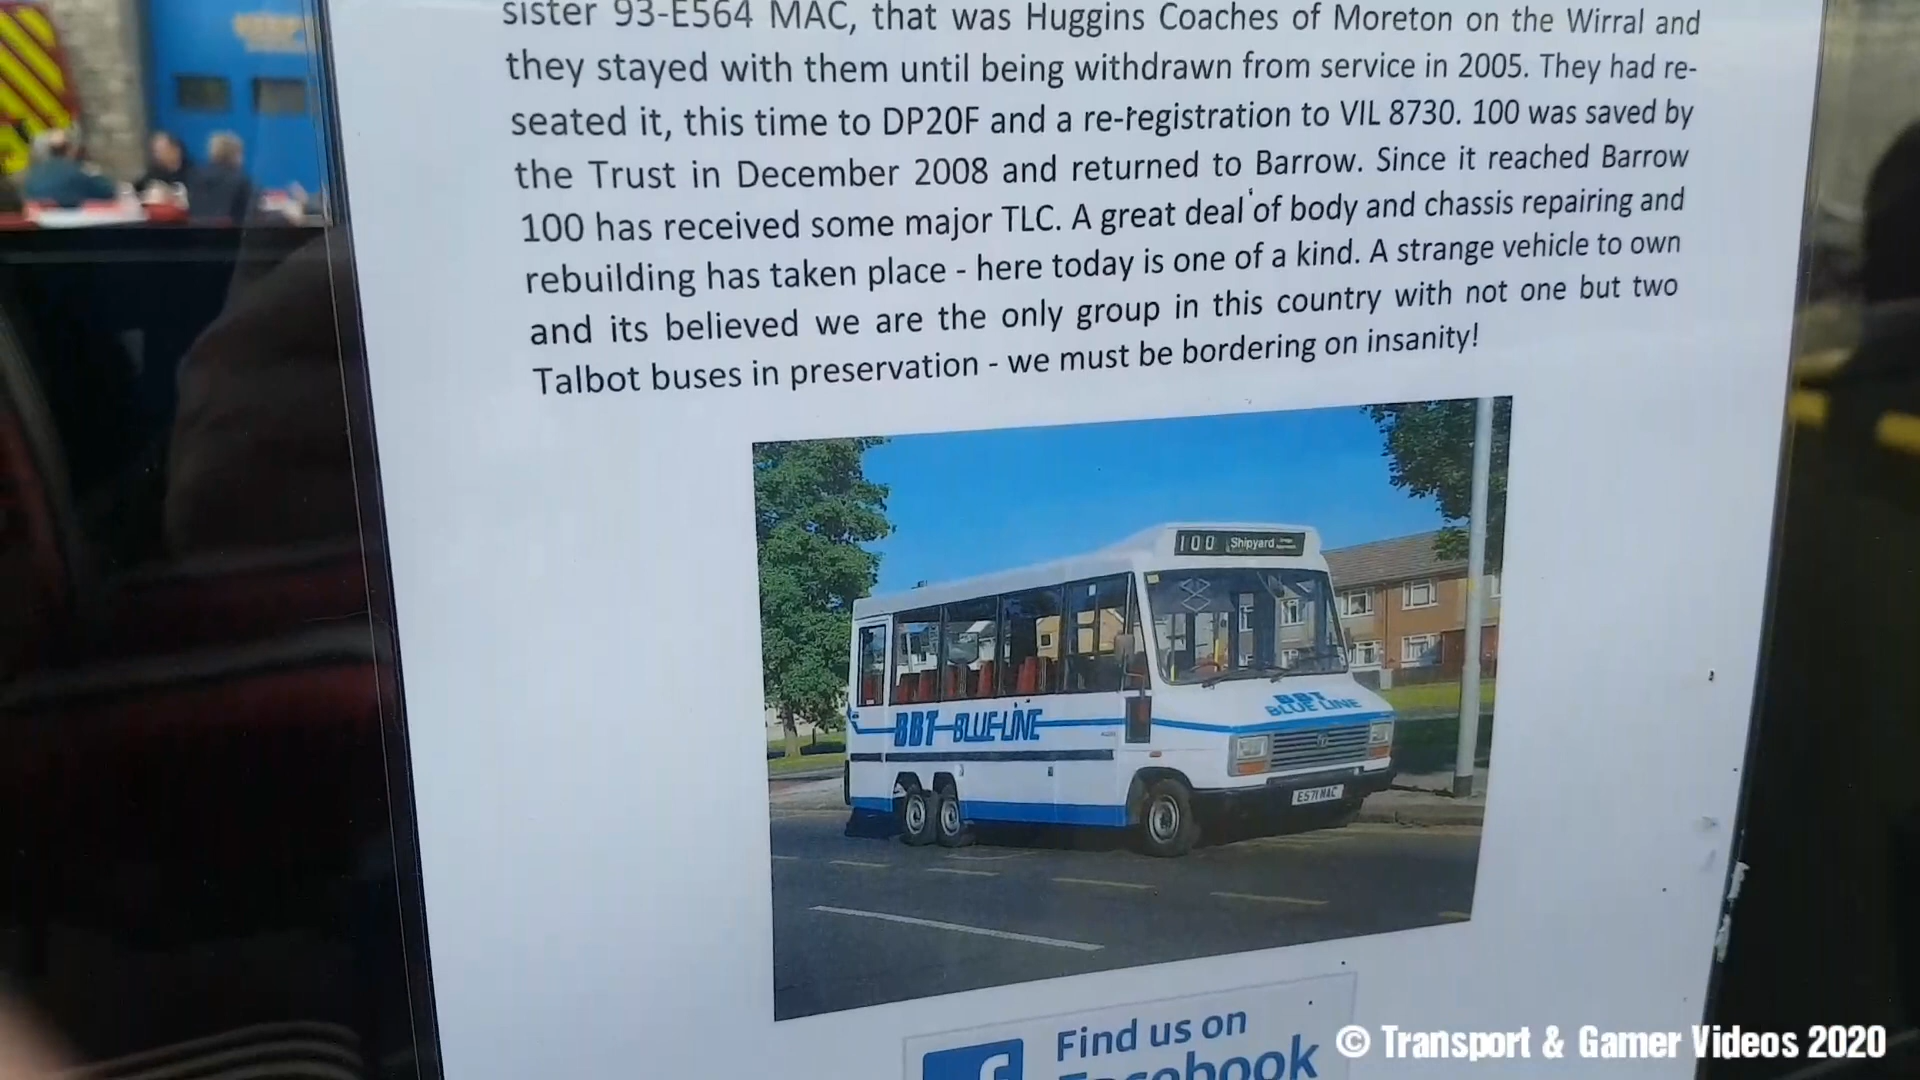 sister 93-E564 MAC, that was Huggins Coaches of Moreton on the Wirral and
they stayed with them until being withdrawn from service in 2005. They had re-
seated it, this time to DP20F and a re-registration to VIL 8730. 100 was saved by
the Trust in December 2008 and returned to Barrow. Since it reached Barrow
100 has received some major TLC. A great deal of body and chassis repairing and
rebuilding has taken place - here today is one of a kind. A strange vehicle to own
and its believed we are the only group in this country with not one but two
Talbot buses in preservation - we must be bordering on insanity!
100 Shipyard
BBT BLUE LINE
BBT
BLUE LINE
E571 MAC
Find us on
Facebook
© Transport & Gamer Videos 2020